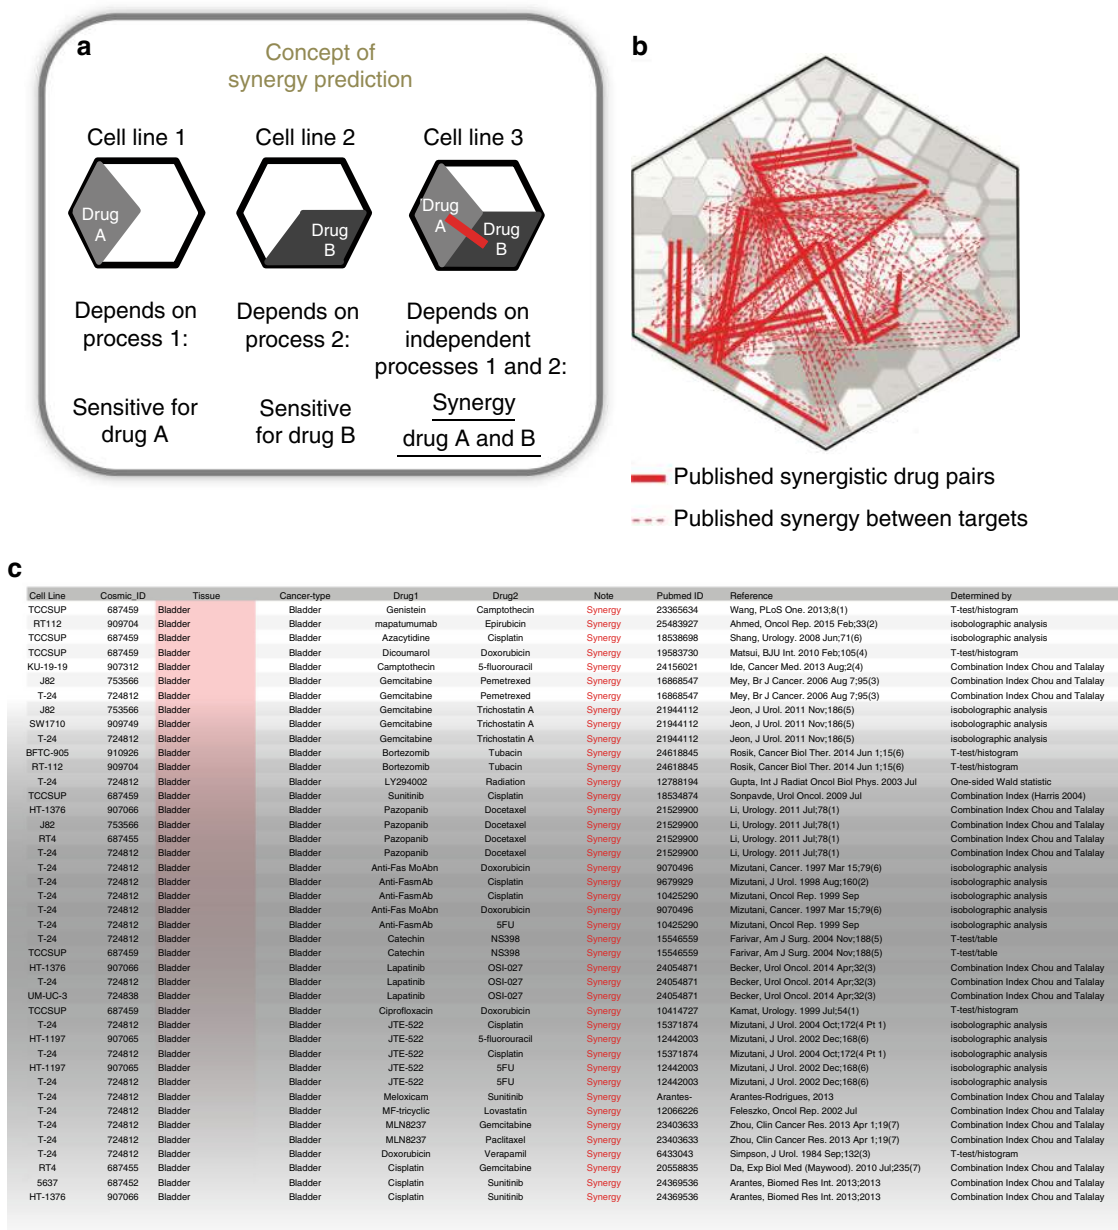 a
Concept of
synergy prediction
Cell line 1
Cell line 2
Cell line 3
Drug
A
Drug
B
Drug
A
Drug
B
Depends on
process 1:
Depends on
process 2:
Depends on
independent
processes 1 and 2:
Sensitive for
drug A
Sensitive
for drug B
Synergy
drug A and B
b
Published synergistic drug pairs
Published synergy between targets
c
Cell Line Cosmic_ID Tissue Cancer-type Drug1 Drug2 Note Pubmed ID Reference Determined by
TCCSUP 687459 Bladder Bladder Genistein Camptothecin Synergy 23365634 Wang, PLoS One. 2013;8(1) T-test/histogram
RT112 909704 Bladder Bladder mapatumumab Epirubicin Synergy 25483927 Ahmed, Oncol Rep. 2015 Feb;33(2) isobolographic analysis
TCCSUP 687459 Bladder Bladder Azacytidine Cisplatin Synergy 18538698 Shang, Urology. 2008 Jun;71(6) isobolographic analysis
TCCSUP 687459 Bladder Bladder Dicoumarol Doxorubicin Synergy 19583730 Matsui, BJU Int. 2010 Feb;105(4) T-test/histogram
KU-19-19 907312 Bladder Bladder Camptothecin 5-fluorouracil Synergy 24156021 Ide, Cancer Med. 2013 Aug;2(4) Combination Index Chou and Talalay
J82 753566 Bladder Bladder Gemcitabine Pemetrexed Synergy 16868547 Mey, Br J Cancer. 2006 Aug 7;95(3) Combination Index Chou and Talalay
T-24 724812 Bladder Bladder Gemcitabine Pemetrexed Synergy 16868547 Mey, Br J Cancer. 2006 Aug 7;95(3) Combination Index Chou and Talalay
J82 753566 Bladder Bladder Gemcitabine Trichostatin A Synergy 21944112 Jeon, J Urol. 2011 Nov;186(5) isobolographic analysis
SW1710 909749 Bladder Bladder Gemcitabine Trichostatin A Synergy 21944112 Jeon, J Urol. 2011 Nov;186(5) isobolographic analysis
T-24 724812 Bladder Bladder Gemcitabine Trichostatin A Synergy 21944112 Jeon, J Urol. 2011 Nov;186(5) isobolographic analysis
BFTC-905 910926 Bladder Bladder Bortezomib Tubacin Synergy 24618845 Rosik, Cancer Biol Ther. 2014 Jun 1;15(6) T-test/histogram
RT-112 909704 Bladder Bladder Bortezomib Tubacin Synergy 24618845 Rosik, Cancer Biol Ther. 2014 Jun 1;15(6) T-test/histogram
T-24 724812 Bladder Bladder LY294002 Radiation Synergy 12788194 Gupta, Int J Radiat Oncol Biol Phys. 2003 Jul One-sided Wald statistic
TCCSUP 687459 Bladder Bladder Sunitinib Cisplatin Synergy 18534874 Sonpavde, Urol Oncol. 2009 Jul Combination Index (Harris 2004)
HT-1376 907066 Bladder Bladder Pazopanib Docetaxel Synergy 21529900 Li, Urology. 2011 Jul;78(1) Combination Index Chou and Talalay
J82 753566 Bladder Bladder Pazopanib Docetaxel Synergy 21529900 Li, Urology. 2011 Jul;78(1) Combination Index Chou and Talalay
RT4 687455 Bladder Bladder Pazopanib Docetaxel Synergy 21529900 Li, Urology. 2011 Jul;78(1) Combination Index Chou and Talalay
T-24 724812 Bladder Bladder Pazopanib Docetaxel Synergy 21529900 Li, Urology. 2011 Jul;78(1) Combination Index Chou and Talalay
T-24 724812 Bladder Bladder Anti-Fas MoAbn Doxorubicin Synergy 9070496 Mizutani, Cancer. 1997 Mar 15;79(6) isobolographic analysis
T-24 724812 Bladder Bladder Anti-FasmAb Cisplatin Synergy 9679929 Mizutani, J Urol. 1998 Aug;160(2) isobolographic analysis
T-24 724812 Bladder Bladder Anti-FasmAb Cisplatin Synergy 10425290 Mizutani, Oncol Rep. 1999 Sep isobolographic analysis
T-24 724812 Bladder Bladder Anti-Fas MoAbn Doxorubicin Synergy 9070496 Mizutani, Cancer. 1997 Mar 15;79(6) isobolographic analysis
T-24 724812 Bladder Bladder Anti-FasmAb 5FU Synergy 10425290 Mizutani, Oncol Rep. 1999 Sep isobolographic analysis
T-24 724812 Bladder Bladder Catechin NS398 Synergy 15546559 Farivar, Am J Surg. 2004 Nov;188(5) T-test/table
TCCSUP 687459 Bladder Bladder Catechin NS398 Synergy 15546559 Farivar, Am J Surg. 2004 Nov;188(5) T-test/table
HT-1376 907066 Bladder Bladder Lapatinib OSI-027 Synergy 24054871 Becker, Urol Oncol. 2014 Apr;32(3) Combination Index Chou and Talalay
T-24 724812 Bladder Bladder Lapatinib OSI-027 Synergy 24054871 Becker, Urol Oncol. 2014 Apr;32(3) Combination Index Chou and Talalay
UM-UC-3 724838 Bladder Bladder Lapatinib OSI-027 Synergy 24054871 Becker, Urol Oncol. 2014 Apr;32(3) Combination Index Chou and Talalay
TCCSUP 687459 Bladder Bladder Ciprofloxacin Doxorubicin Synergy 10414727 Kamat, Urology. 1999 Jul;54(1) T-test/histogram
T-24 724812 Bladder Bladder JTE-522 Cisplatin Synergy 15371874 Mizutani, J Urol. 2004 Oct;172(4 Pt 1) isobolographic analysis
HT-1197 907065 Bladder Bladder JTE-522 5-fluorouracil Synergy 12442003 Mizutani, J Urol. 2002 Dec;168(6) isobolographic analysis
T-24 724812 Bladder Bladder JTE-522 Cisplatin Synergy 15371874 Mizutani, J Urol. 2004 Oct;172(4 Pt 1) isobolographic analysis
HT-1197 907065 Bladder Bladder JTE-522 5FU Synergy 12442003 Mizutani, J Urol. 2002 Dec;168(6) isobolographic analysis
T-24 724812 Bladder Bladder JTE-522 5FU Synergy 12442003 Mizutani, J Urol. 2002 Dec;168(6) isobolographic analysis
T-24 724812 Bladder Bladder Meloxicam Sunitinib Synergy Arantes- Arantes-Rodrigues, 2013 Combination Index Chou and Talalay
T-24 724812 Bladder Bladder MF-tricyclic Lovastatin Synergy 12066226 Feleszko, Oncol Rep. 2002 Jul Combination Index Chou and Talalay
T-24 724812 Bladder Bladder MLN8237 Gemcitabine Synergy 23403633 Zhou, Clin Cancer Res. 2013 Apr 1;19(7) Combination Index Chou and Talalay
T-24 724812 Bladder Bladder MLN8237 Paclitaxel Synergy 23403633 Zhou, Clin Cancer Res. 2013 Apr 1;19(7) Combination Index Chou and Talalay
T-24 724812 Bladder Bladder Doxorubicin Verapamil Synergy 6433043 Simpson, J Urol. 1984 Sep;132(3) T-test/histogram
RT4 687455 Bladder Bladder Cisplatin Gemcitabine Synergy 20558835 Da, Exp Biol Med (Maywood). 2010 Jul;235(7) Combination Index Chou and Talalay
5637 687452 Bladder Bladder Cisplatin Sunitinib Synergy 24369536 Arantes, Biomed Res Int. 2013;2013 Combination Index Chou and Talalay
HT-1376 907066 Bladder Bladder Cisplatin Sunitinib Synergy 24369536 Arantes, Biomed Res Int. 2013;2013 Combination Index Chou and Talalay